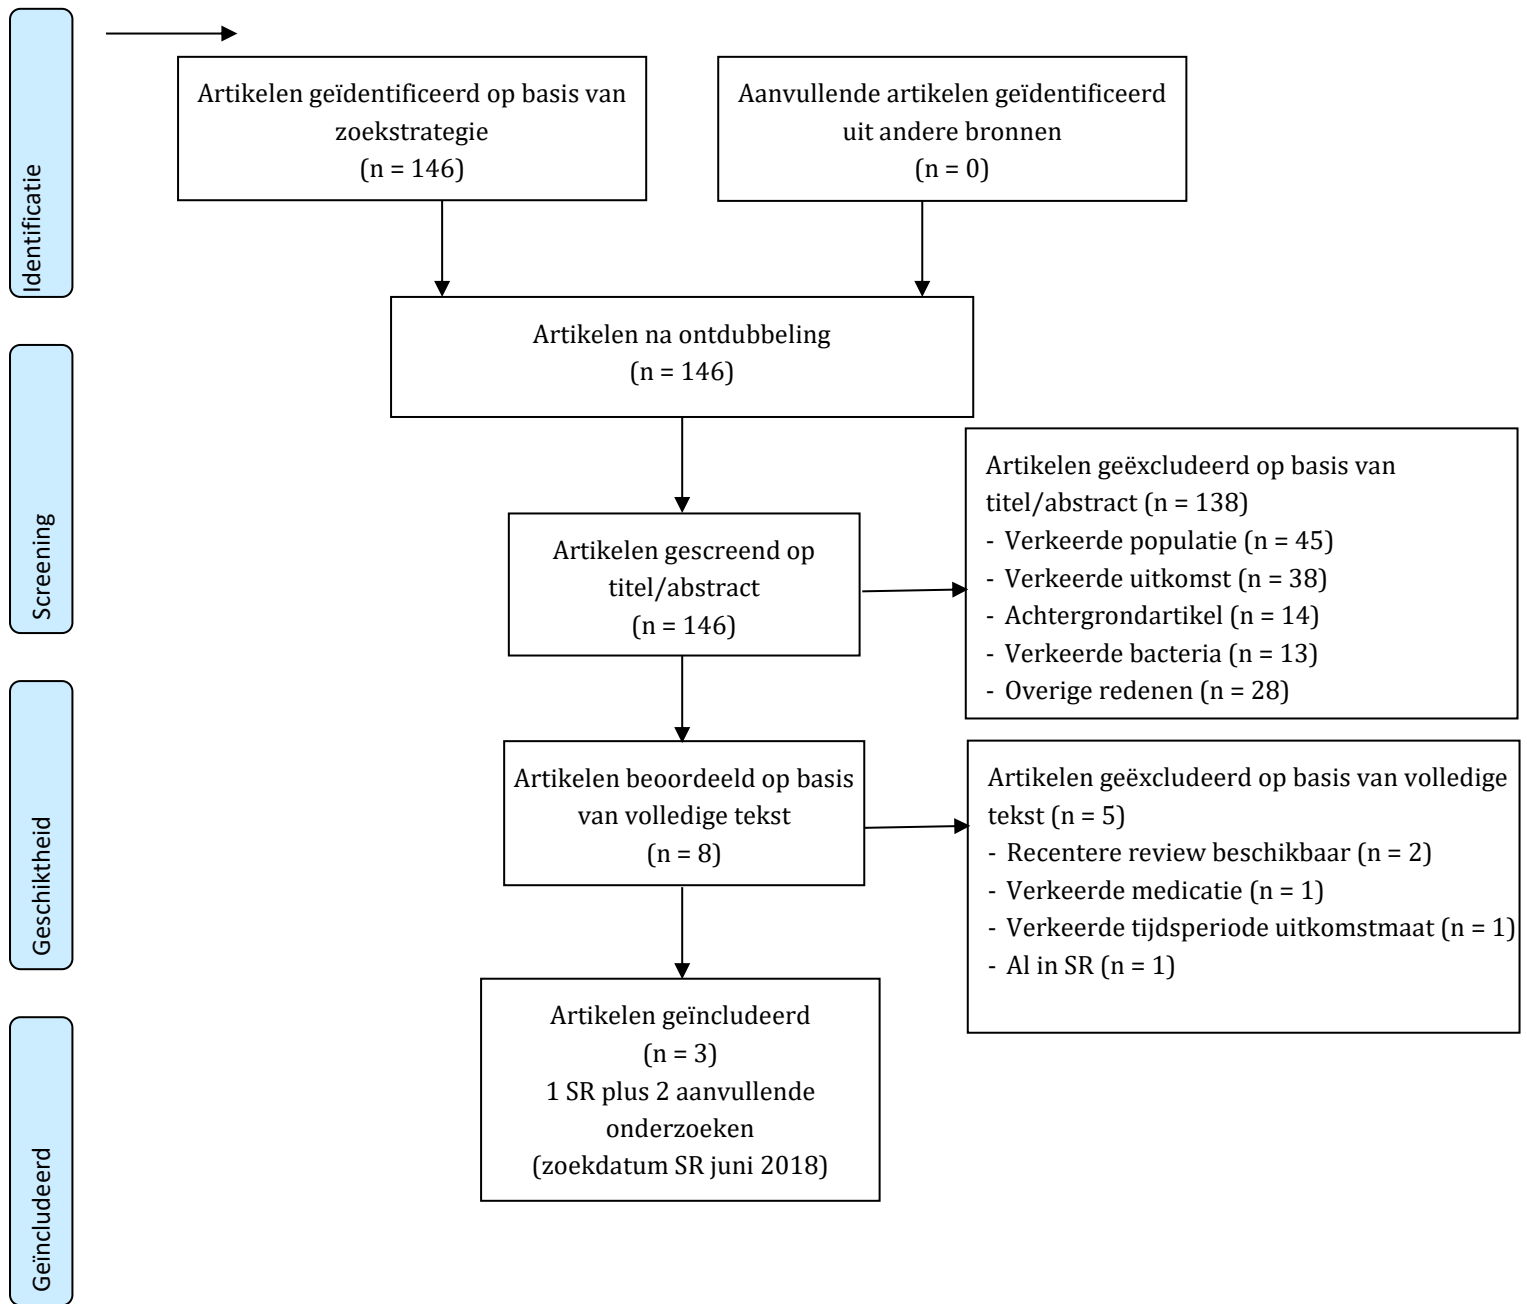 Identificatie
Artikelen geïdentificeerd op basis van
zoekstrategie
(n = 146)
Aanvullende artikelen geïdentificeerd
uit andere bronnen
(n = 0)
Artikelen na ontdubbeling
(n = 146)
Screening
Artikelen gescreend op
titel/abstract
(n = 146)
Artikelen geëxcludeerd op basis van
titel/abstract (n = 138)
- Verkeerde populatie (n = 45)
- Verkeerde uitkomst (n = 38)
- Achtergrondartikel (n = 14)
- Verkeerde bacteria (n = 13)
- Overige redenen (n = 28)
Geschiktheid
Artikelen beoordeeld op basis
van volledige tekst
(n = 8)
Artikelen geëxcludeerd op basis van volledige
tekst (n = 5)
- Recentere review beschikbaar (n = 2)
- Verkeerde medicatie (n = 1)
- Verkeerde tijdsperiode uitkomstmaat (n = 1)
- Al in SR (n = 1)
Geïncludeerd
Artikelen geïncludeerd
(n = 3)
1 SR plus 2 aanvullende
onderzoeken
(zoekdatum SR juni 2018)